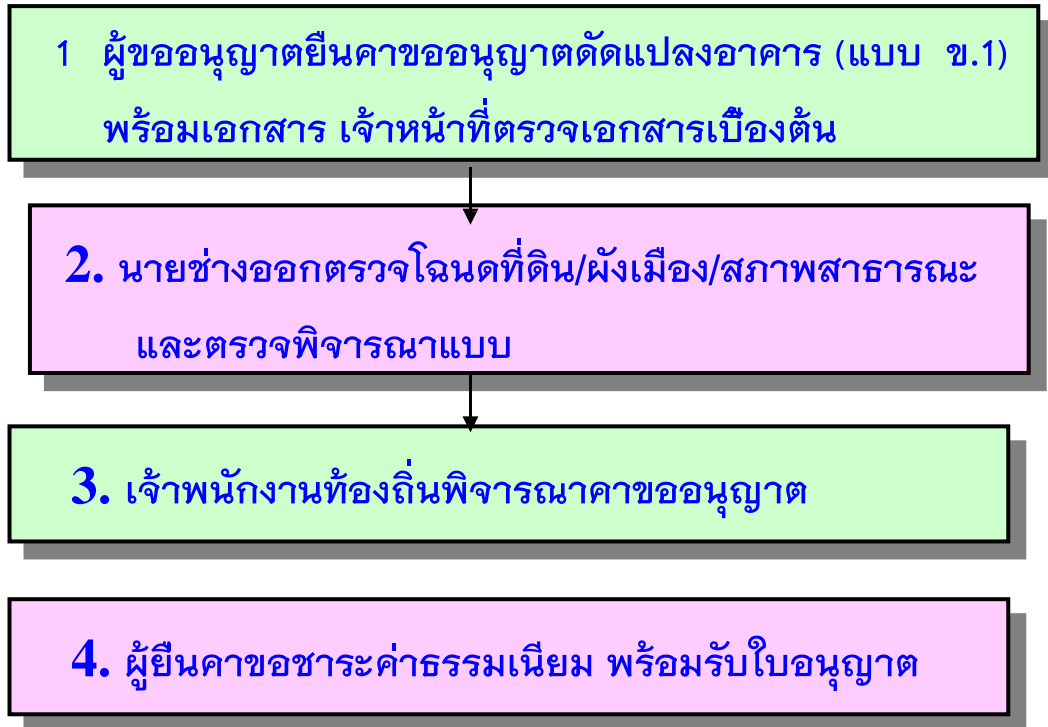 1 ผู้ขออนุญาตยืนคาขออนุญาตดัดแปลงอาคาร (แบบ ข.1)
พร้อมเอกสาร เจ้าหน้าที่ตรวจเอกสารเบืองต้น
2. นายช่างออกตรวจโฉนดที่ดิน/ผังเมือง/สภาพสาธารณะ
และตรวจพิจารณาแบบ
3. เจ้าพนักงานท้องถิ่นพิจารณาคาขออนุญาต
4. ผู้ยืนคาขอชาระค่าธรรมเนียม พร้อมรับใบอนุญาต